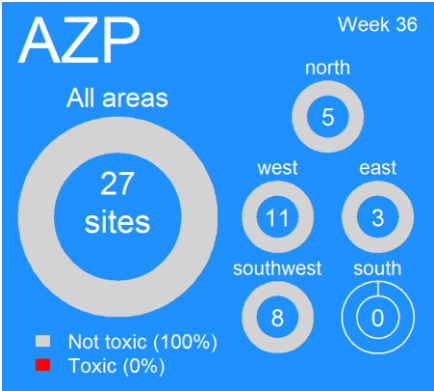 AZP
Week 36
All areas
27
sites
north
5
west
11
east
3
southwest
8
south
0
Not toxic (100%)
Toxic (0%)